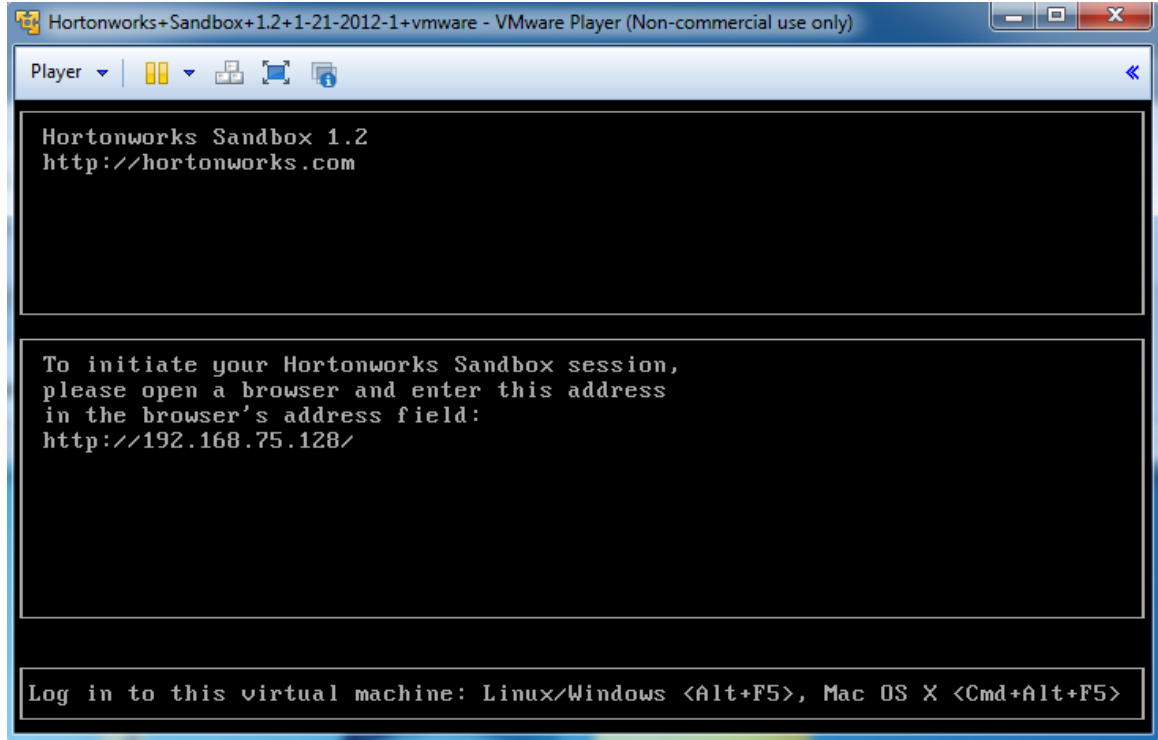 Hortonworks+Sandbox+1.2+1-21-2012-1+vmware - VMware Player (Non-commercial use only)
Player
Hortonworks Sandbox 1.2
http://hortonworks.com
To initiate your Hortonworks Sandbox session,
please open a browser and enter this address
in the browser's address field:
http://192.168.75.128/
Log in to this virtual machine: Linux/Windows <Alt+F5>, Mac OS X <Cmd+Alt+F5>